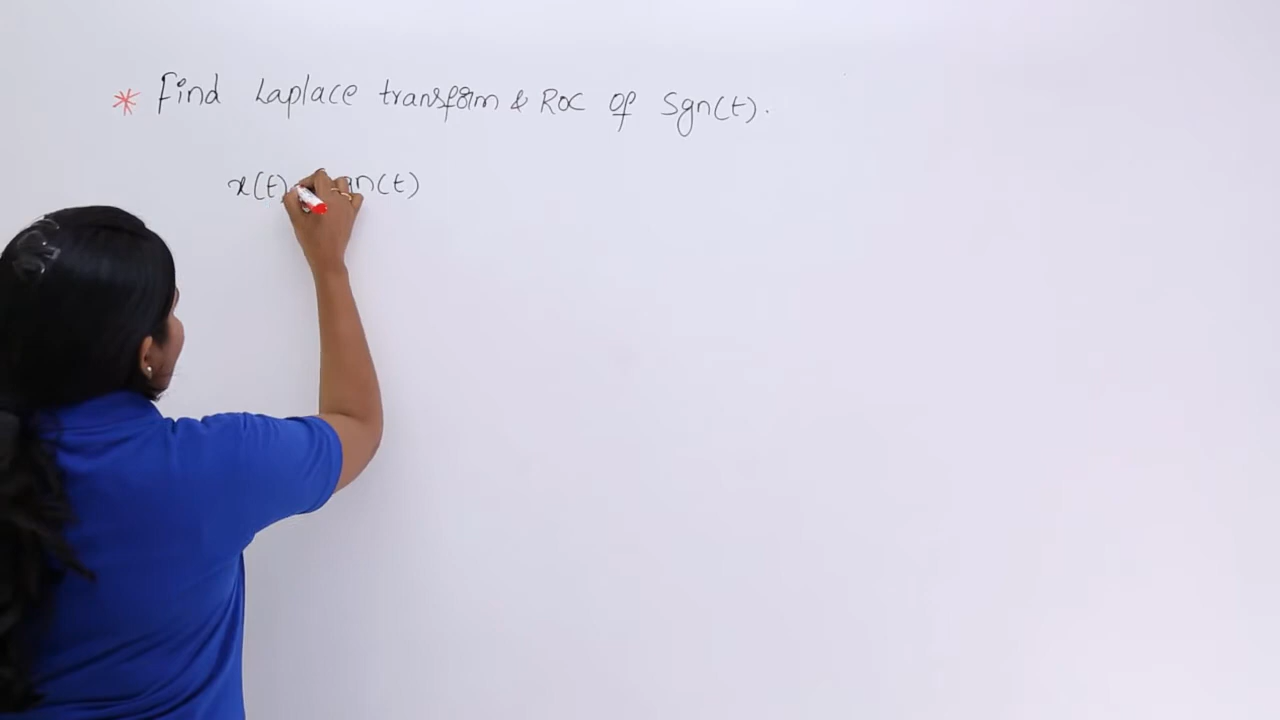 * Find Laplace transform & ROC of Sgn(t).
x(t) gn(t)